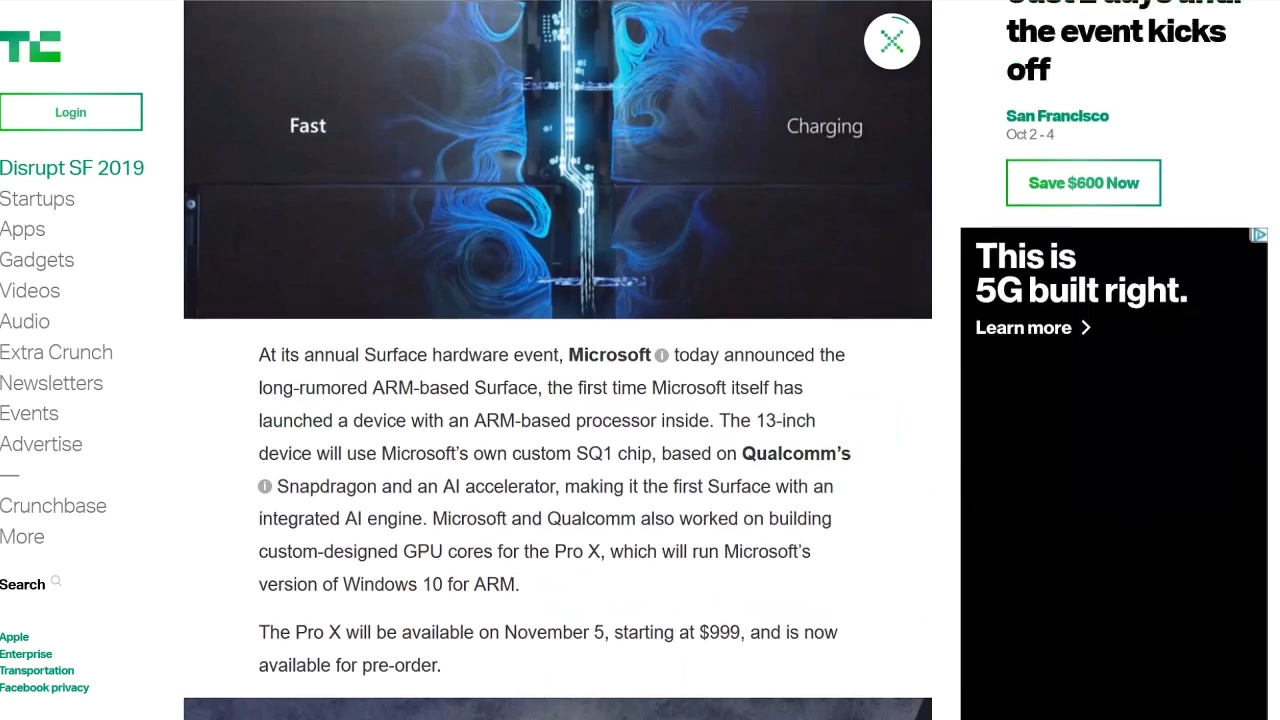 TC
Login
Disrupt SF 2019
Startups
Apps
Gadgets
Videos
Audio
Extra Crunch
Newsletters
Events
Advertise
—
Crunchbase
More
Search
Apple
Enterprise
Transportation
Facebook privacy
Fast
Charging
At its annual Surface hardware event, Microsoft today announced the
long-rumored ARM-based Surface, the first time Microsoft itself has
launched a device with an ARM-based processor inside. The 13-inch
device will use Microsoft’s own custom SQ1 chip, based on Qualcomm’s
Snapdragon and an AI accelerator, making it the first Surface with an
integrated AI engine. Microsoft and Qualcomm also worked on building
custom-designed GPU cores for the Pro X, which will run Microsoft’s
version of Windows 10 for ARM.
The Pro X will be available on November 5, starting at $999, and is now
available for pre-order.
the event kicks
off
San Francisco
Oct 2 - 4
Save $600 Now
This is
5G built right.
Learn more